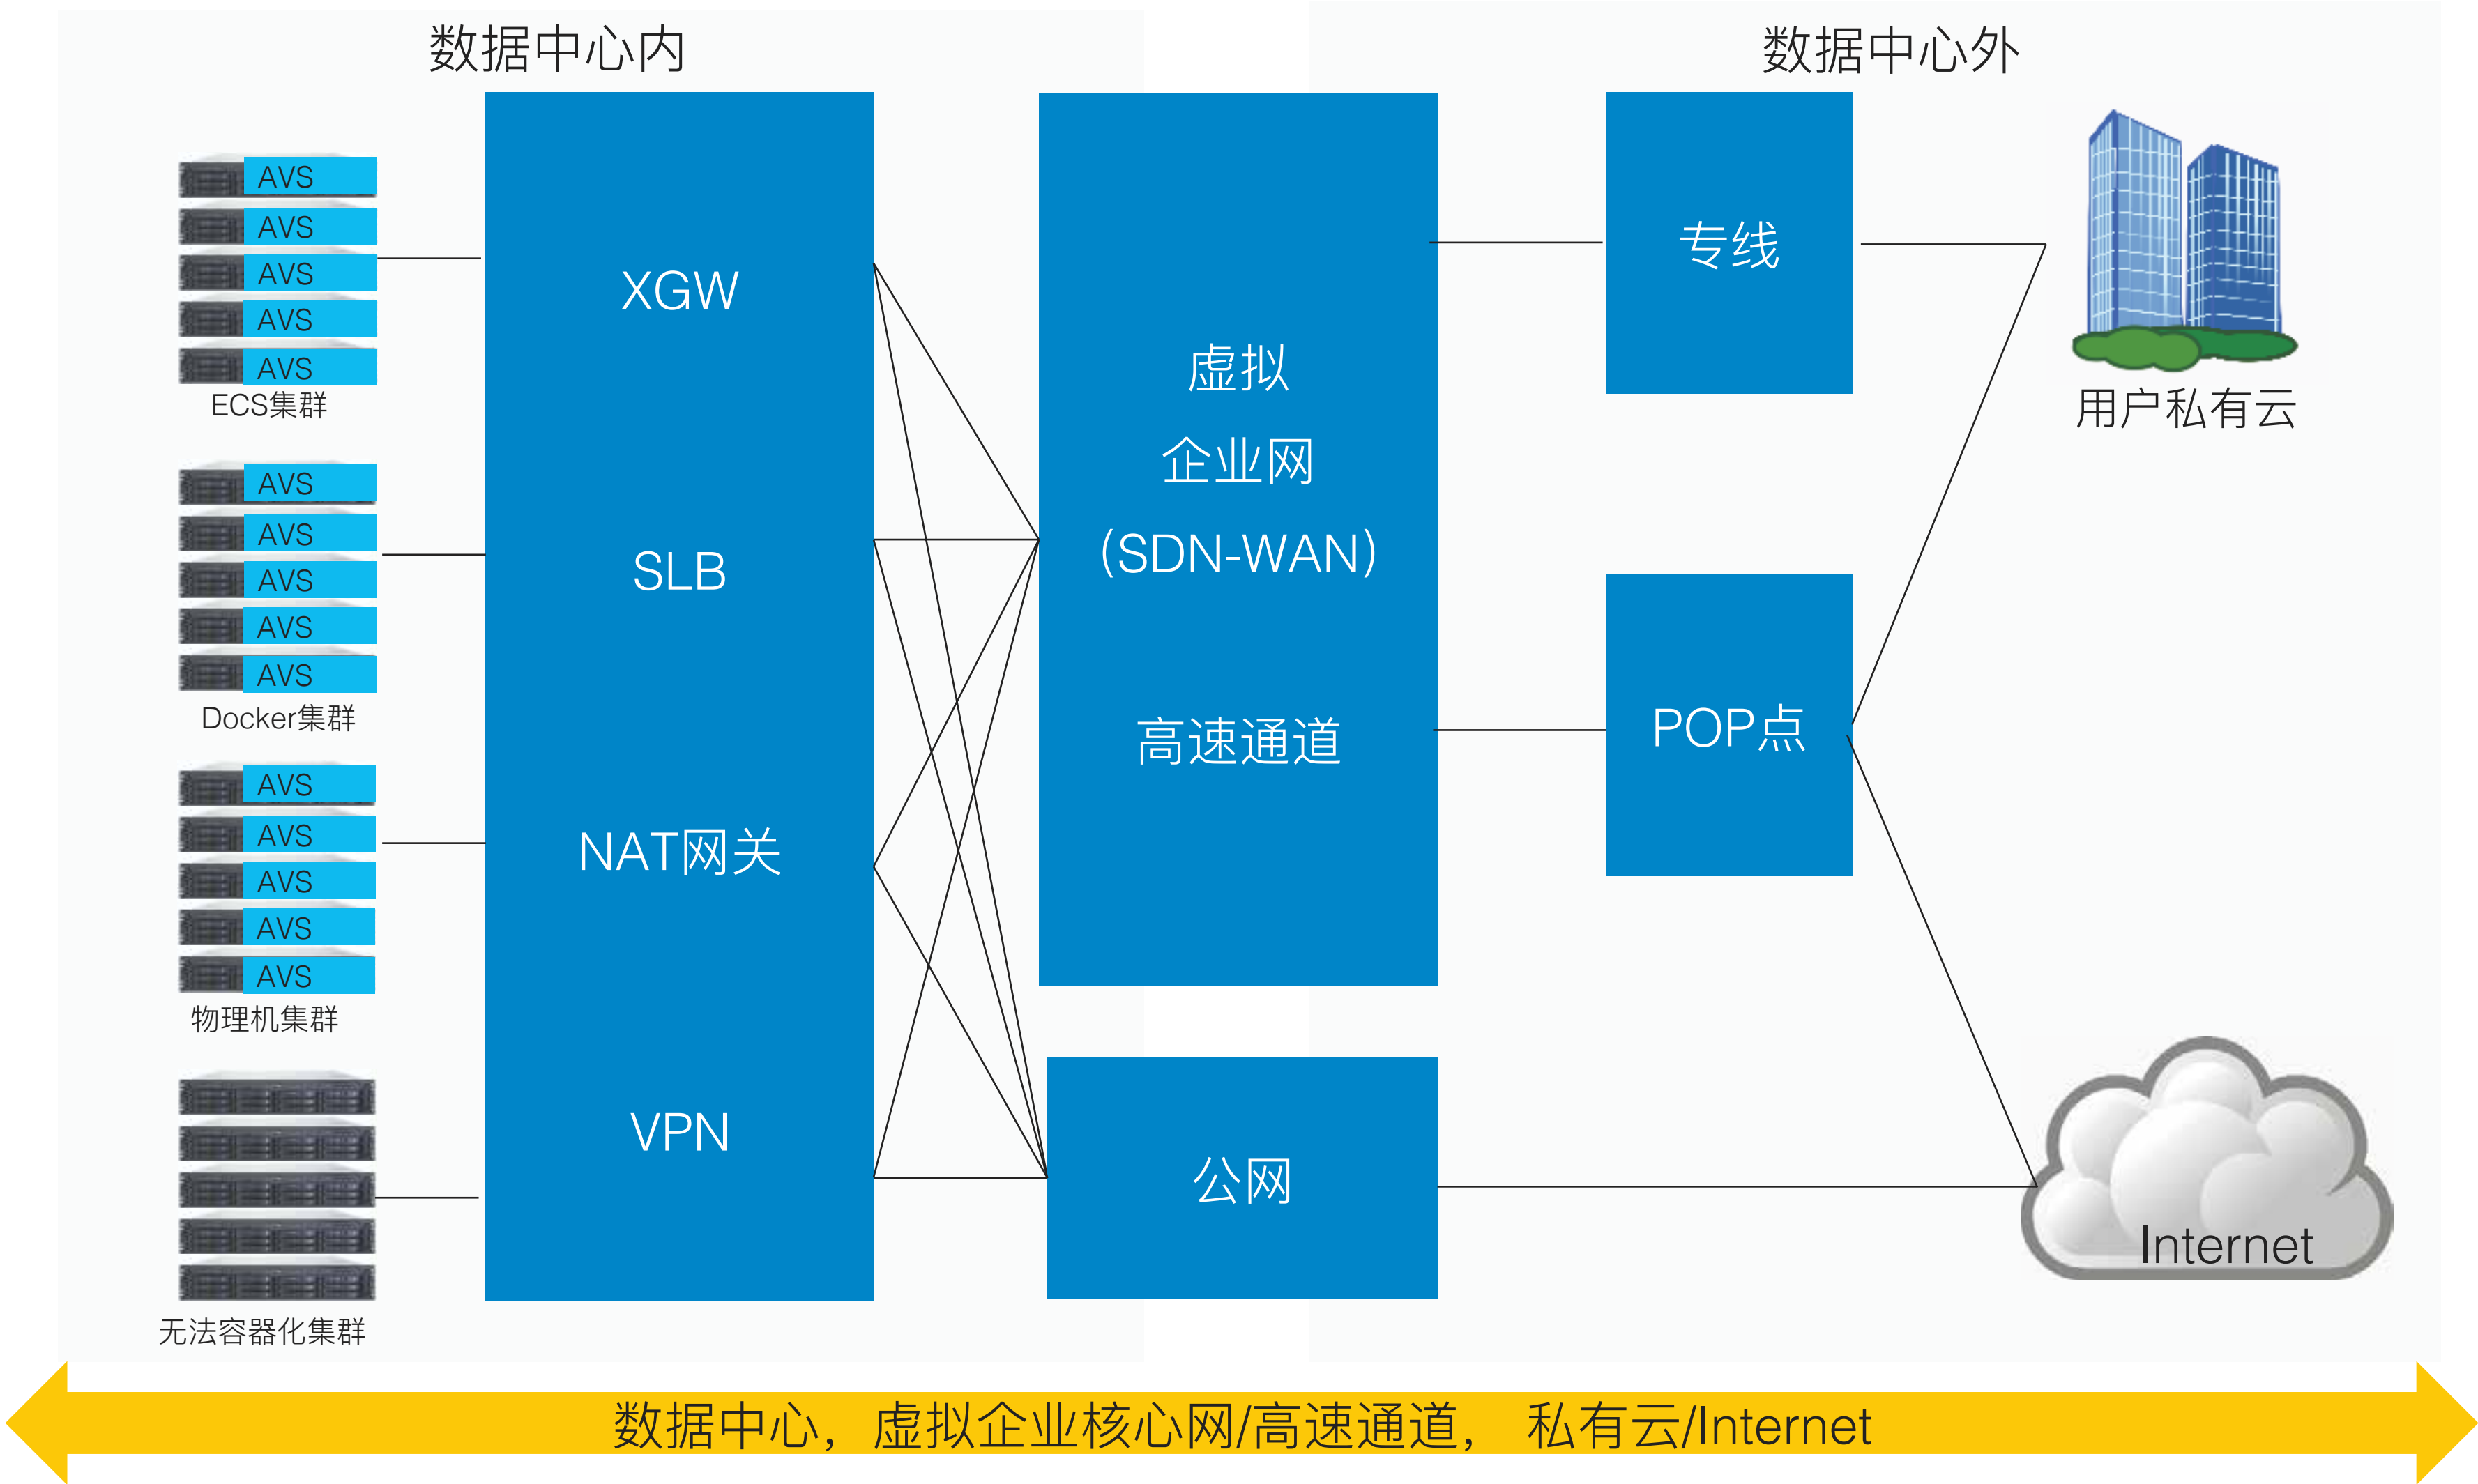 数据中心内
数据中心外
AVS
AVS
AVS
AVS
AVS
ECS集群
AVS
AVS
AVS
AVS
AVS
Docker集群
AVS
AVS
AVS
AVS
AVS
物理机集群
无法容器化集群
XGW
SLB
NAT网关
VPN
虚拟
企业网
(SDN-WAN)
高速通道
公网
专线
POP点
用户私有云
Internet
数据中心，虚拟企业核心网/高速通道， 私有云/Internet